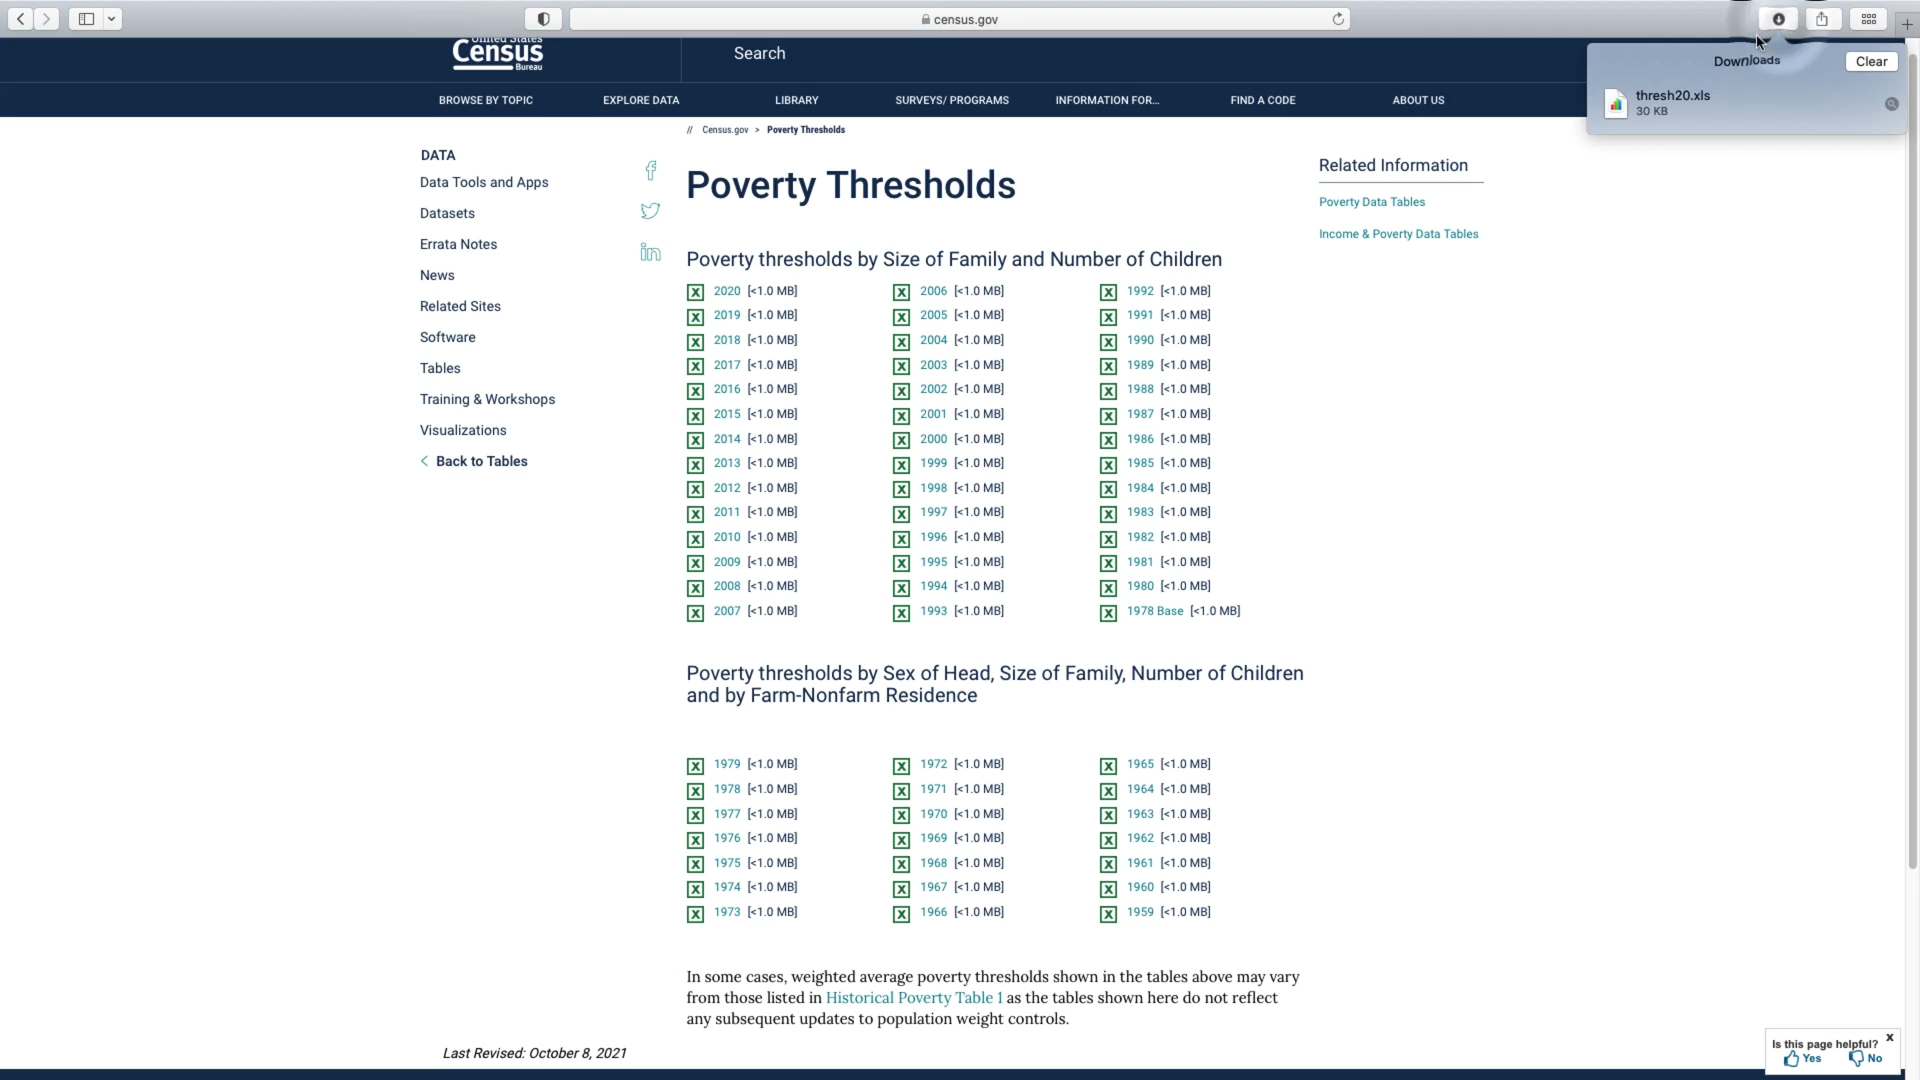 census.gov
Downloads
Clear
thresh20.xls
30 KB
United States
Census
Bureau
Search
BROWSE BY TOPIC
EXPLORE DATA
LIBRARY
SURVEYS/ PROGRAMS
INFORMATION FOR...
FIND A CODE
ABOUT US
// Census.gov > Poverty Thresholds
DATA
Data Tools and Apps
Datasets
Errata Notes
News
Related Sites
Software
Tables
Training & Workshops
Visualizations
< Back to Tables
Poverty Thresholds
Poverty thresholds by Size of Family and Number of Children
2020 [<1.0 MB]
2019 [<1.0 MB]
2018 [<1.0 MB]
2017 [<1.0 MB]
2016 [<1.0 MB]
2015 [<1.0 MB]
2014 [<1.0 MB]
2013 [<1.0 MB]
2012 [<1.0 MB]
2011 [<1.0 MB]
2010 [<1.0 MB]
2009 [<1.0 MB]
2008 [<1.0 MB]
2007 [<1.0 MB]
2006 [<1.0 MB]
2005 [<1.0 MB]
2004 [<1.0 MB]
2003 [<1.0 MB]
2002 [<1.0 MB]
2001 [<1.0 MB]
2000 [<1.0 MB]
1999 [<1.0 MB]
1998 [<1.0 MB]
1997 [<1.0 MB]
1996 [<1.0 MB]
1995 [<1.0 MB]
1994 [<1.0 MB]
1993 [<1.0 MB]
1992 [<1.0 MB]
1991 [<1.0 MB]
1990 [<1.0 MB]
1989 [<1.0 MB]
1988 [<1.0 MB]
1987 [<1.0 MB]
1986 [<1.0 MB]
1985 [<1.0 MB]
1984 [<1.0 MB]
1983 [<1.0 MB]
1982 [<1.0 MB]
1981 [<1.0 MB]
1980 [<1.0 MB]
1978 Base [<1.0 MB]
Poverty thresholds by Sex of Head, Size of Family, Number of Children
and by Farm-Nonfarm Residence
1979 [<1.0 MB]
1978 [<1.0 MB]
1977 [<1.0 MB]
1976 [<1.0 MB]
1975 [<1.0 MB]
1974 [<1.0 MB]
1973 [<1.0 MB]
1972 [<1.0 MB]
1971 [<1.0 MB]
1970 [<1.0 MB]
1969 [<1.0 MB]
1968 [<1.0 MB]
1967 [<1.0 MB]
1966 [<1.0 MB]
1965 [<1.0 MB]
1964 [<1.0 MB]
1963 [<1.0 MB]
1962 [<1.0 MB]
1961 [<1.0 MB]
1960 [<1.0 MB]
1959 [<1.0 MB]
In some cases, weighted average poverty thresholds shown in the tables above may vary
from those listed in Historical Poverty Table 1 as the tables shown here do not reflect
any subsequent updates to population weight controls.
Related Information
Poverty Data Tables
Income & Poverty Data Tables
Last Revised: October 8, 2021
Is this page helpful? x
Yes No